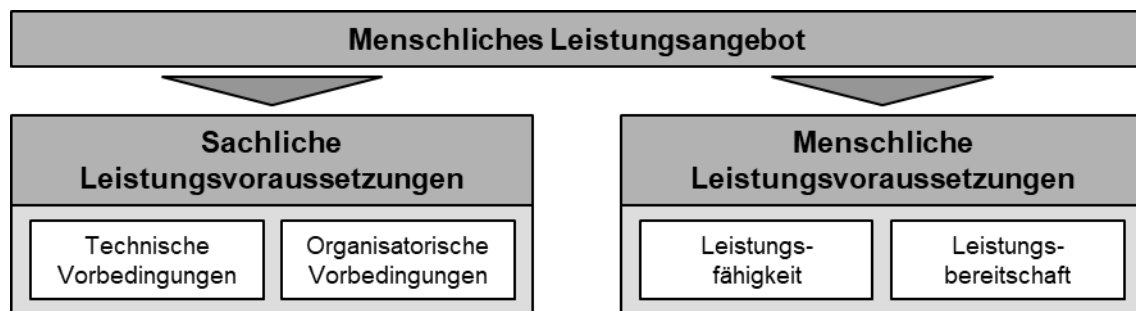 Menschliches Leistungsangebot
Sachliche
Leistungsvoraussetzungen
Technische
Vorbedingungen
Organisatorische
Vorbedingungen
Menschliche
Leistungsvoraussetzungen
Leistungs-
fähigkeit
Leistungs-
bereitschaft